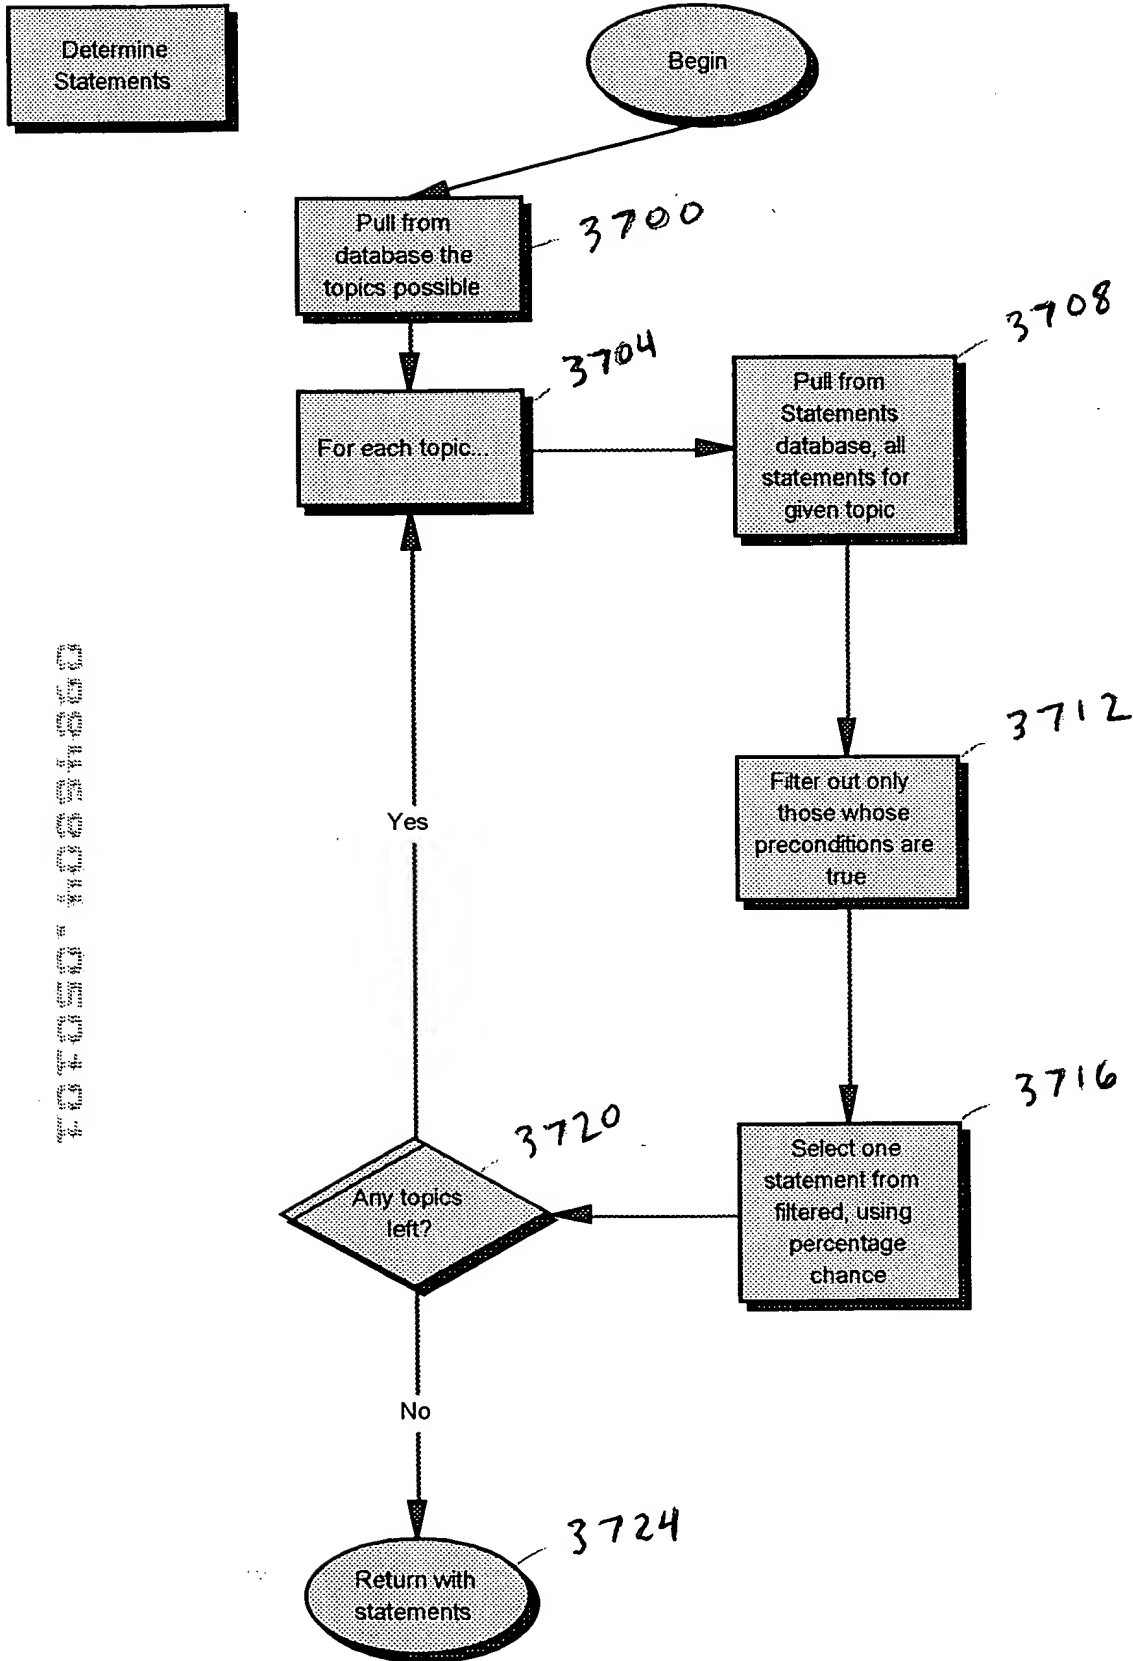 Determine
Statements
Begin
Pull from
database the
topics possible
3700
For each topic...
3704
Pull from
Statements
database, all
statements for
given topic
3708
Filter out only
those whose
preconditions are
true
3712
Select one
statement from
filtered, using
percentage
chance
3716
Any topics
left?
3720
Yes
No
Return with
statements
3724